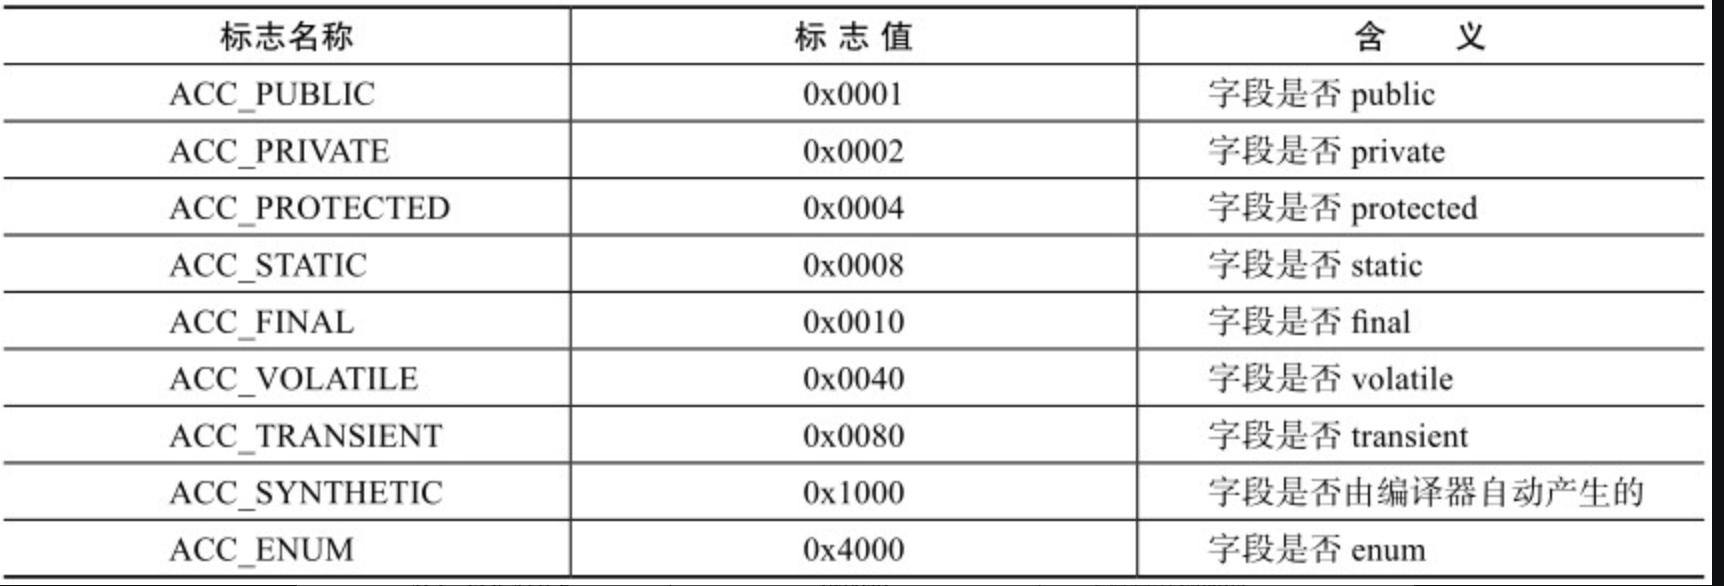 标志名称 标志值 含义
ACC_PUBLIC 0x0001 字段是否 public
ACC_PRIVATE 0x0002 字段是否 private
ACC_PROTECTED 0x0004 字段是否 protected
ACC_STATIC 0x0008 字段是否 static
ACC_FINAL 0x0010 字段是否 final
ACC_VOLATILE 0x0040 字段是否 volatile
ACC_TRANSIENT 0x0080 字段是否 transient
ACC_SYNTHETIC 0x1000 字段是否由编译器自动产生的
ACC_ENUM 0x4000 字段是否 enum